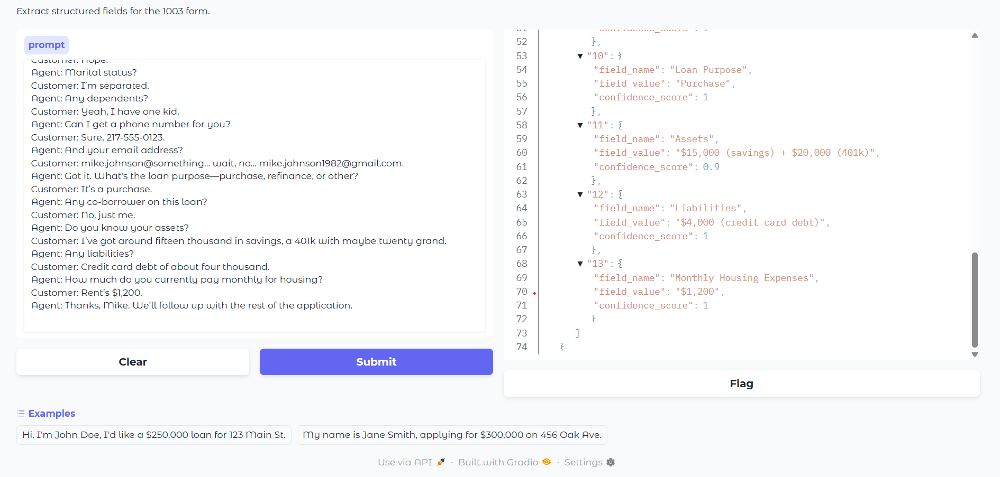 Extract structured fields for the 1003 form.
prompt
Customer: Nope.
Agent: Marital status?
Customer: I’m separated.
Agent: Any dependents?
Customer: Yeah, I have one kid.
Agent: Can I get a phone number for you?
Customer: Sure, 217-555-0123.
Agent: And your email address?
Customer: mike.johnson@something... wait, no... mike.johnson1982@gmail.com.
Agent: Got it. What's the loan purpose—purchase, refinance, or other?
Customer: It’s a purchase.
Agent: Any co-borrower on this loan?
Customer: No, just me.
Agent: Do you know your assets?
Customer: I’ve got around fifteen thousand in savings, a 401k with maybe twenty grand.
Agent: Any liabilities?
Customer: Credit card debt of about four thousand.
Agent: How much do you currently pay monthly for housing?
Customer: Rent’s $1,200.
Agent: Thanks, Mike. We’ll follow up with the rest of the application.
Clear
Submit
51 "confidence_score": 1
52 },
53 ▼ "10": {
54 "field_name": "Loan Purpose",
55 "field_value": "Purchase",
56 "confidence_score": 1
57 },
58 ▼ "11": {
59 "field_name": "Assets",
60 "field_value": "$15,000 (savings) + $20,000 (401k)",
61 "confidence_score": 0.9
62 },
63 ▼ "12": {
64 "field_name": "Liabilities",
65 "field_value": "$4,000 (credit card debt)",
66 "confidence_score": 1
67 },
68 ▼ "13": {
69 "field_name": "Monthly Housing Expenses",
70 "field_value": "$1,200",
71 "confidence_score": 1
72 }
73 ]
74 }
Flag
Examples
Hi, I'm John Doe, I'd like a $250,000 loan for 123 Main St.
My name is Jane Smith, applying for $300,000 on 456 Oak Ave.
Use via API · Built with Gradio · Settings